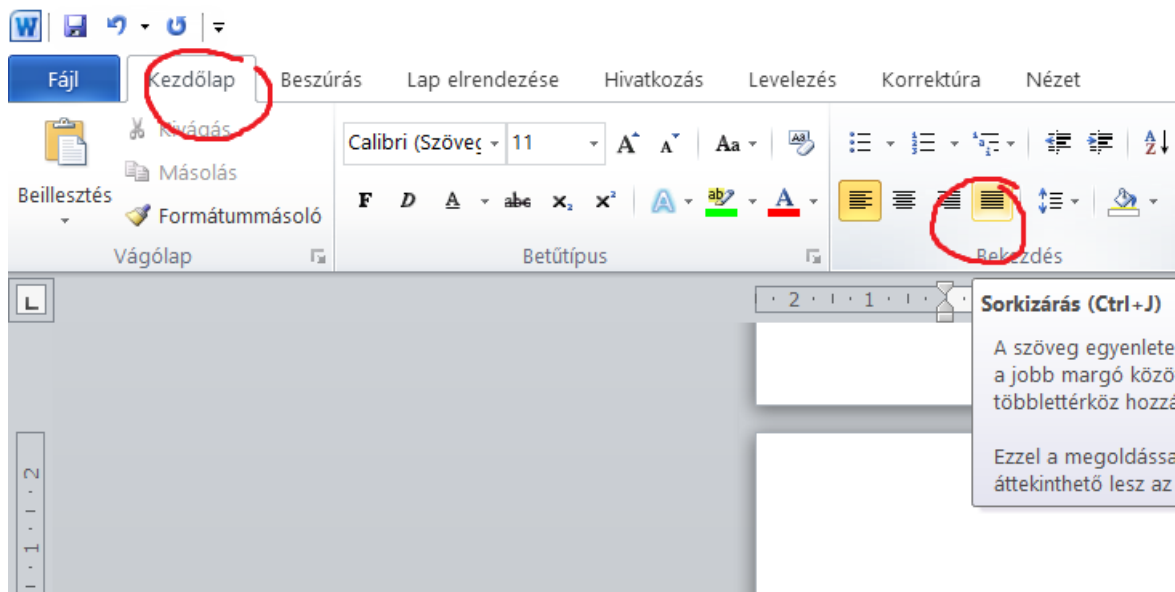 W
Fájl Kezdőlap Beszúrás Lap elrendezése Hivatkozás Levelezés Korrektúra Nézet
Beillesztés
Kivágás
Másolás
Formátummásoló
Vágólap
Calibri (Szöveg 11 A A Aa
F D A abc x₂ x² A ab A
Betűtípus
A Z
Bekezdés
L
2 1
Sorkizárás (Ctrl+J)
A szöveg egyenlete
a jobb margó közö
többlettérköz hozzá
Ezzel a megoldássa
áttekinthető lesz az
2
1